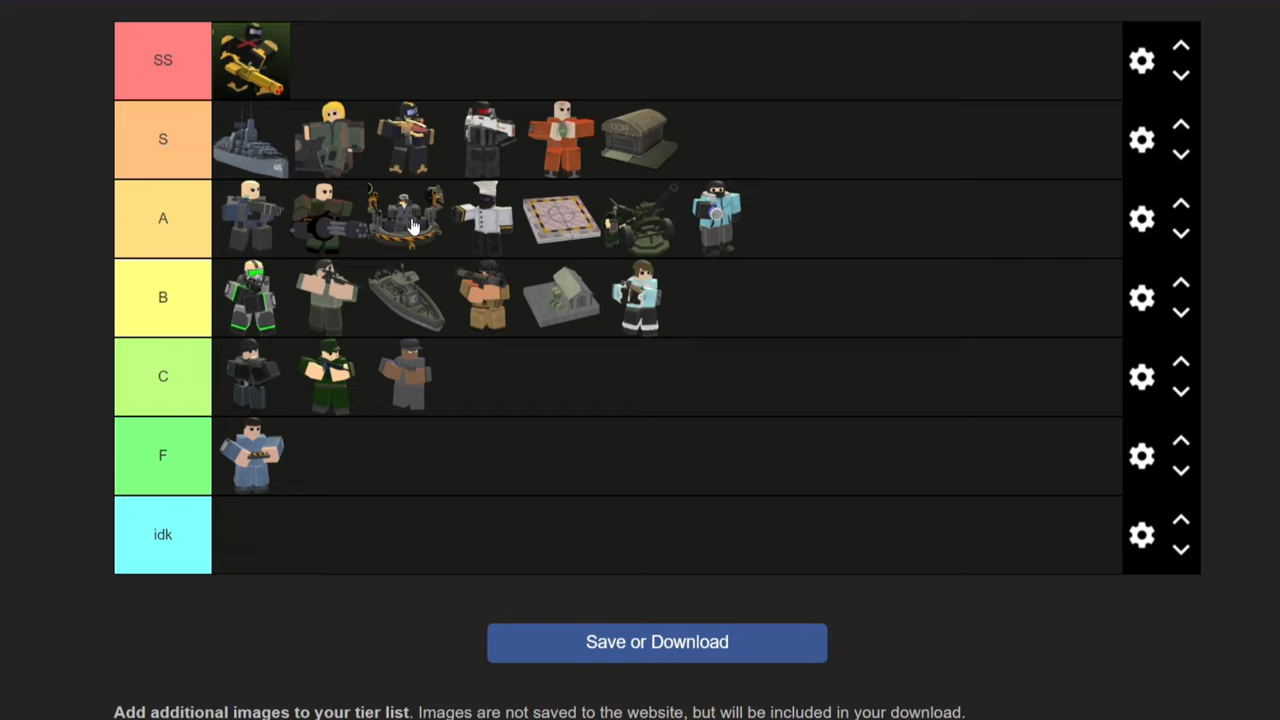 SS
S
A
B
C
F
idk
Save or Download
Add additional images to your tier list. Images are not saved to the website, but will be included in your download.